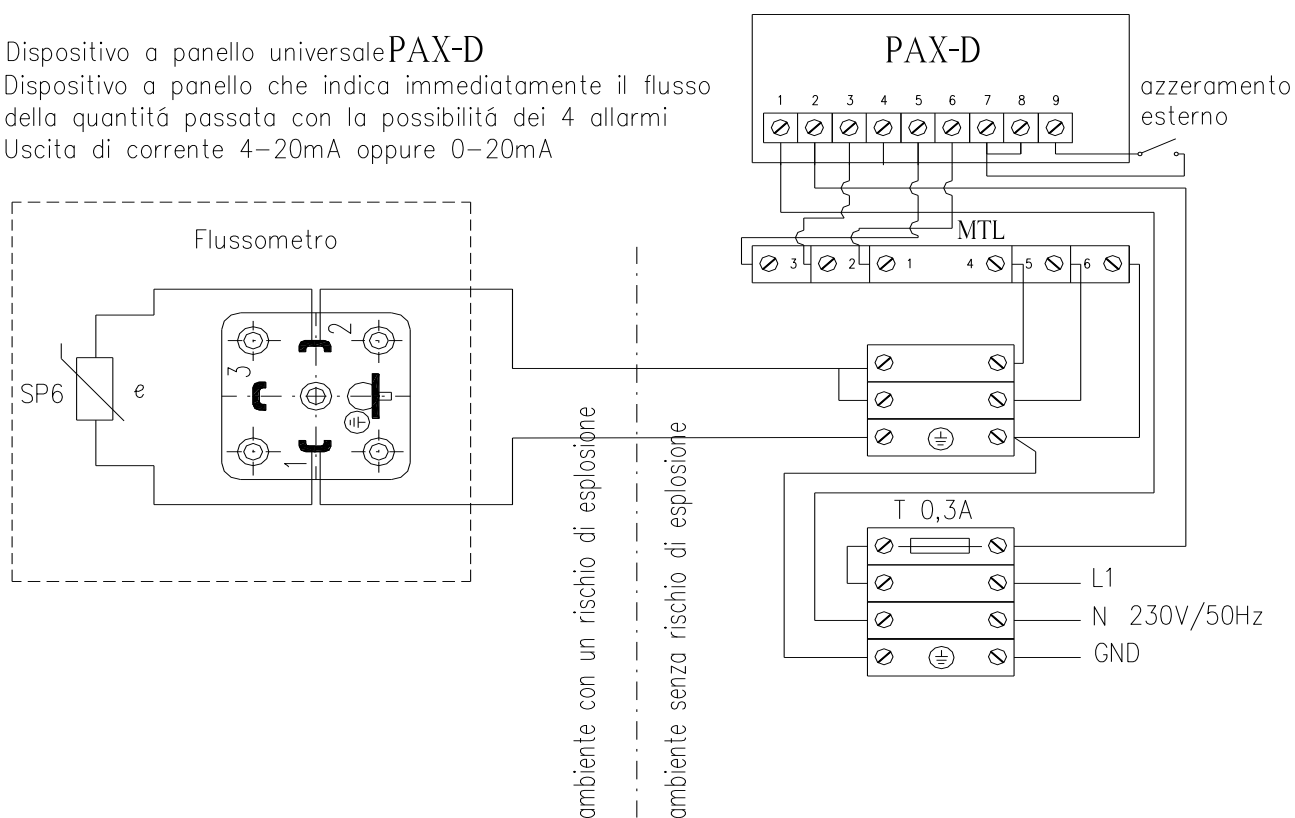 Dispositivo a panello universale PAX-D
Dispositivo a panello che indica immediatamente il flusso
della quantitá passata con la possibilitá dei 4 allarmi
Uscita di corrente 4-20mA oppure 0-20mA
PAX-D
1 2 3 4 5 6 7 8 9
azzeramento
esterno
MTL
3 2 1 4 5 6
Flussometro
2
3
1
SP6
e
ambiente con un rischio di esplosione
ambiente senza rischio di esplosione
T 0,3A
L1
N 230V/50Hz
GND